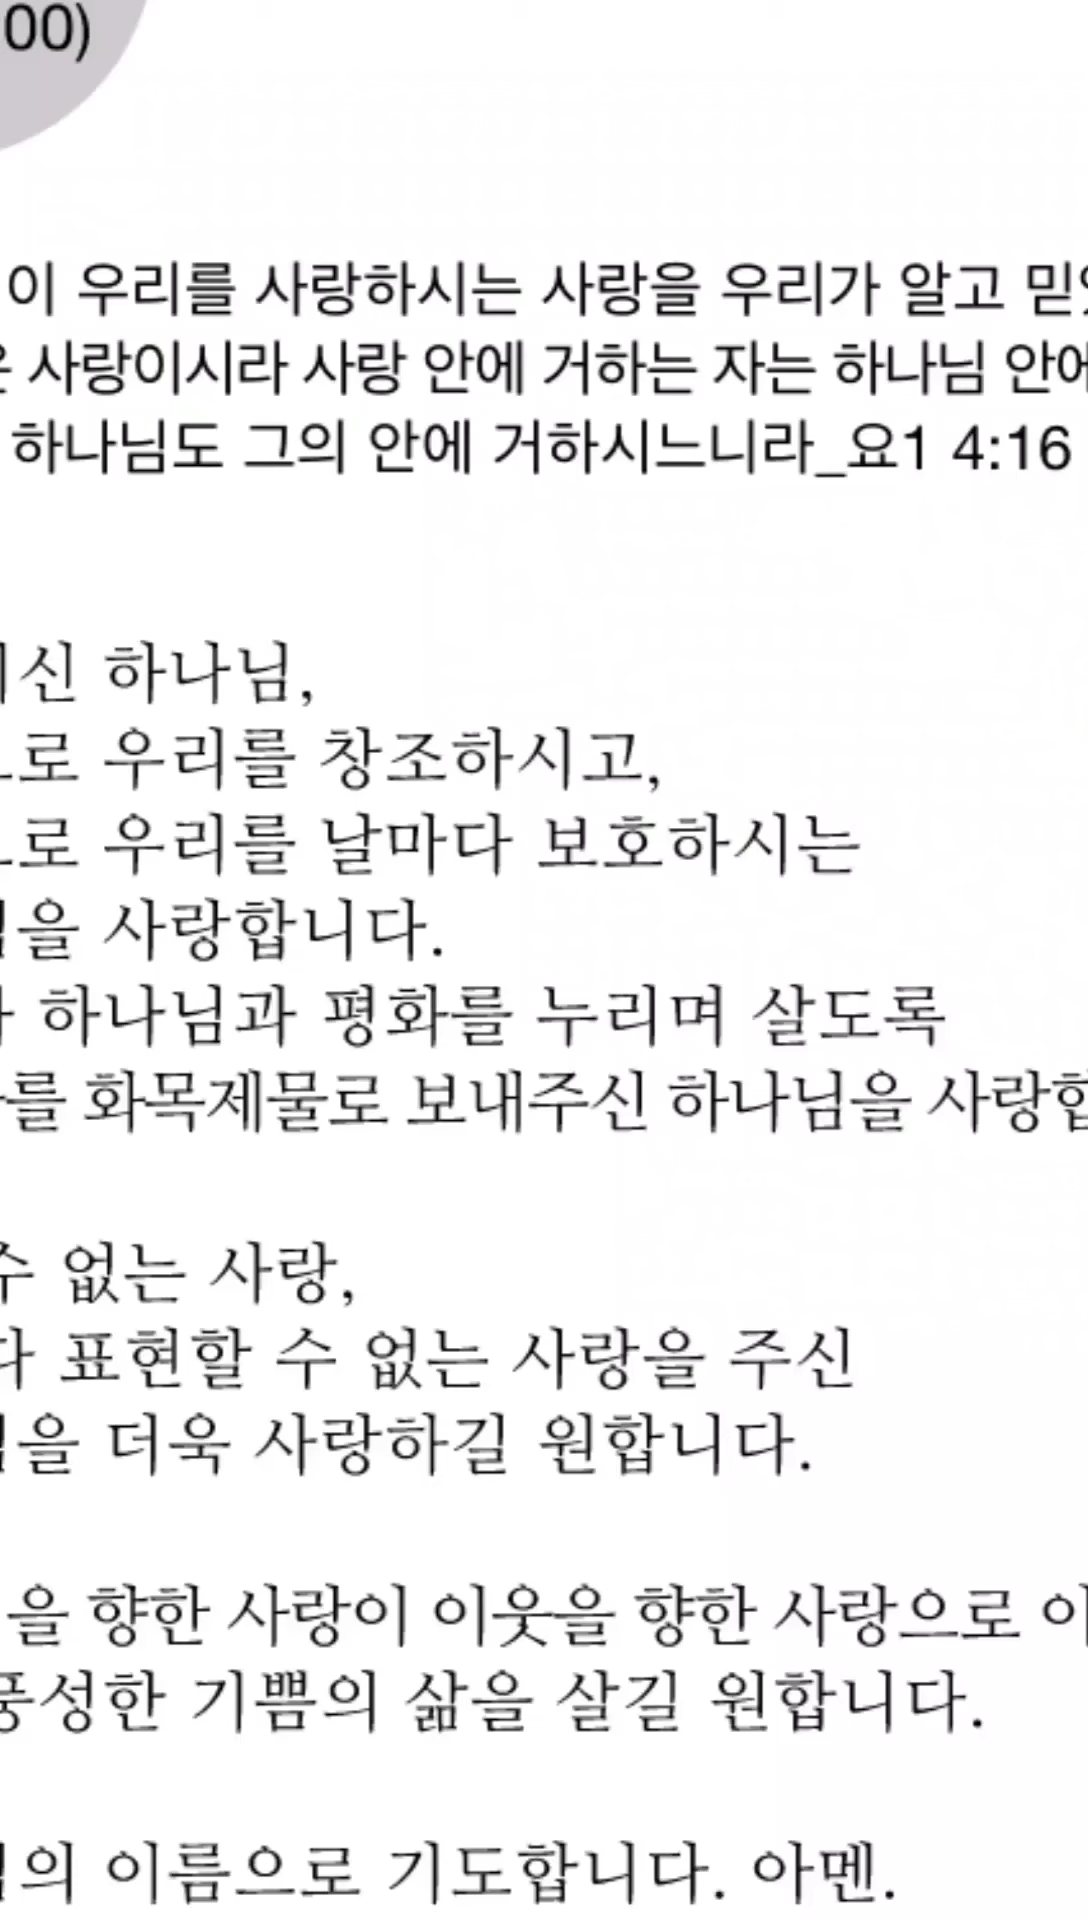 00)
이 우리를 사랑하시는 사랑을 우리가 알고
사랑이시라 사랑 안에 거하는 자는 하나님 안에
하나님도 그의 안에 거하시느니라_요1 4:16
신 하나님,
로 우리를 창조하시고,
로 우리를 날마다 보호하시는
을 사랑합니다.
하나님과 평화를 누리며 살도록
를 화목제물로 보내주신 하나님을
수 없는 사랑,
다 표현할 수 없는 사랑을 주신
을 더욱 사랑하길 원합니다.
을 향한 사랑이 이웃을 향한 사랑으로
풍성한 기쁨의 삶을 살길 원합니다.
의 이름으로 기도합니다. 아멘.